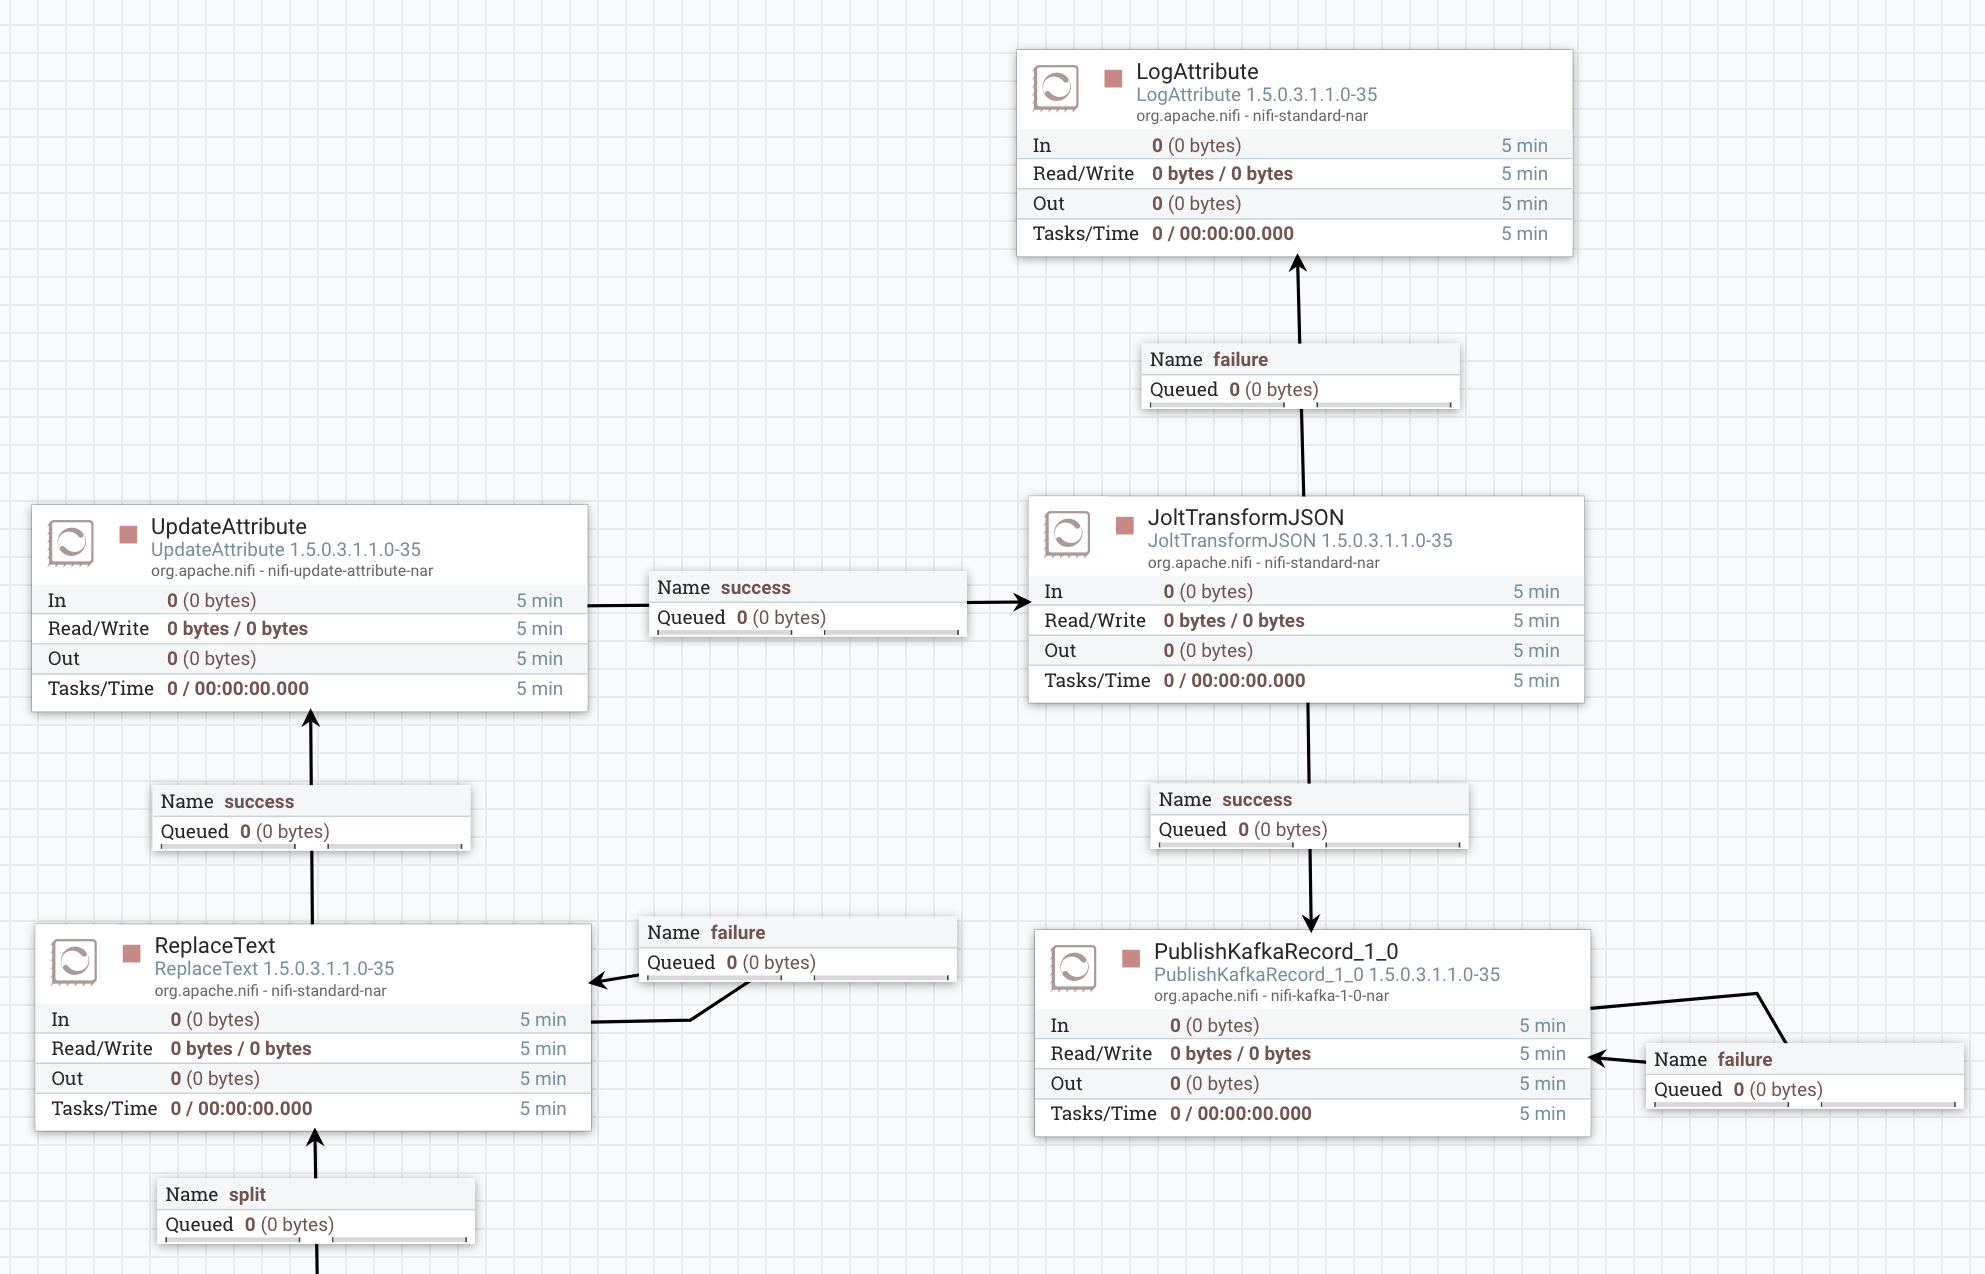 LogAttribute
LogAttribute 1.5.0.3.1.1.0-35
org.apache.nifi - nifi-standard-nar
In 0 (0 bytes) 5 min
Read/Write 0 bytes / 0 bytes 5 min
Out 0 (0 bytes) 5 min
Tasks/Time 0 / 00:00:00.000 5 min
Name failure
Queued 0 (0 bytes)
UpdateAttribute
UpdateAttribute 1.5.0.3.1.1.0-35
org.apache.nifi - nifi-update-attribute-nar
In 0 (0 bytes) 5 min
Read/Write 0 bytes / 0 bytes 5 min
Out 0 (0 bytes) 5 min
Tasks/Time 0 / 00:00:00.000 5 min
Name success
Queued 0 (0 bytes)
JoltTransformJSON
JoltTransformJSON 1.5.0.3.1.1.0-35
org.apache.nifi - nifi-standard-nar
In 0 (0 bytes) 5 min
Read/Write 0 bytes / 0 bytes 5 min
Out 0 (0 bytes) 5 min
Tasks/Time 0 / 00:00:00.000 5 min
Name success
Queued 0 (0 bytes)
Name success
Queued 0 (0 bytes)
ReplaceText
ReplaceText 1.5.0.3.1.1.0-35
org.apache.nifi - nifi-standard-nar
In 0 (0 bytes) 5 min
Read/Write 0 bytes / 0 bytes 5 min
Out 0 (0 bytes) 5 min
Tasks/Time 0 / 00:00:00.000 5 min
Name failure
Queued 0 (0 bytes)
PublishKafkaRecord_1_0
PublishKafkaRecord_1_0 1.5.0.3.1.1.0-35
org.apache.nifi - nifi-kafka-1-0-nar
In 0 (0 bytes) 5 min
Read/Write 0 bytes / 0 bytes 5 min
Out 0 (0 bytes) 5 min
Tasks/Time 0 / 00:00:00.000 5 min
Name failure
Queued 0 (0 bytes)
Name split
Queued 0 (0 bytes)